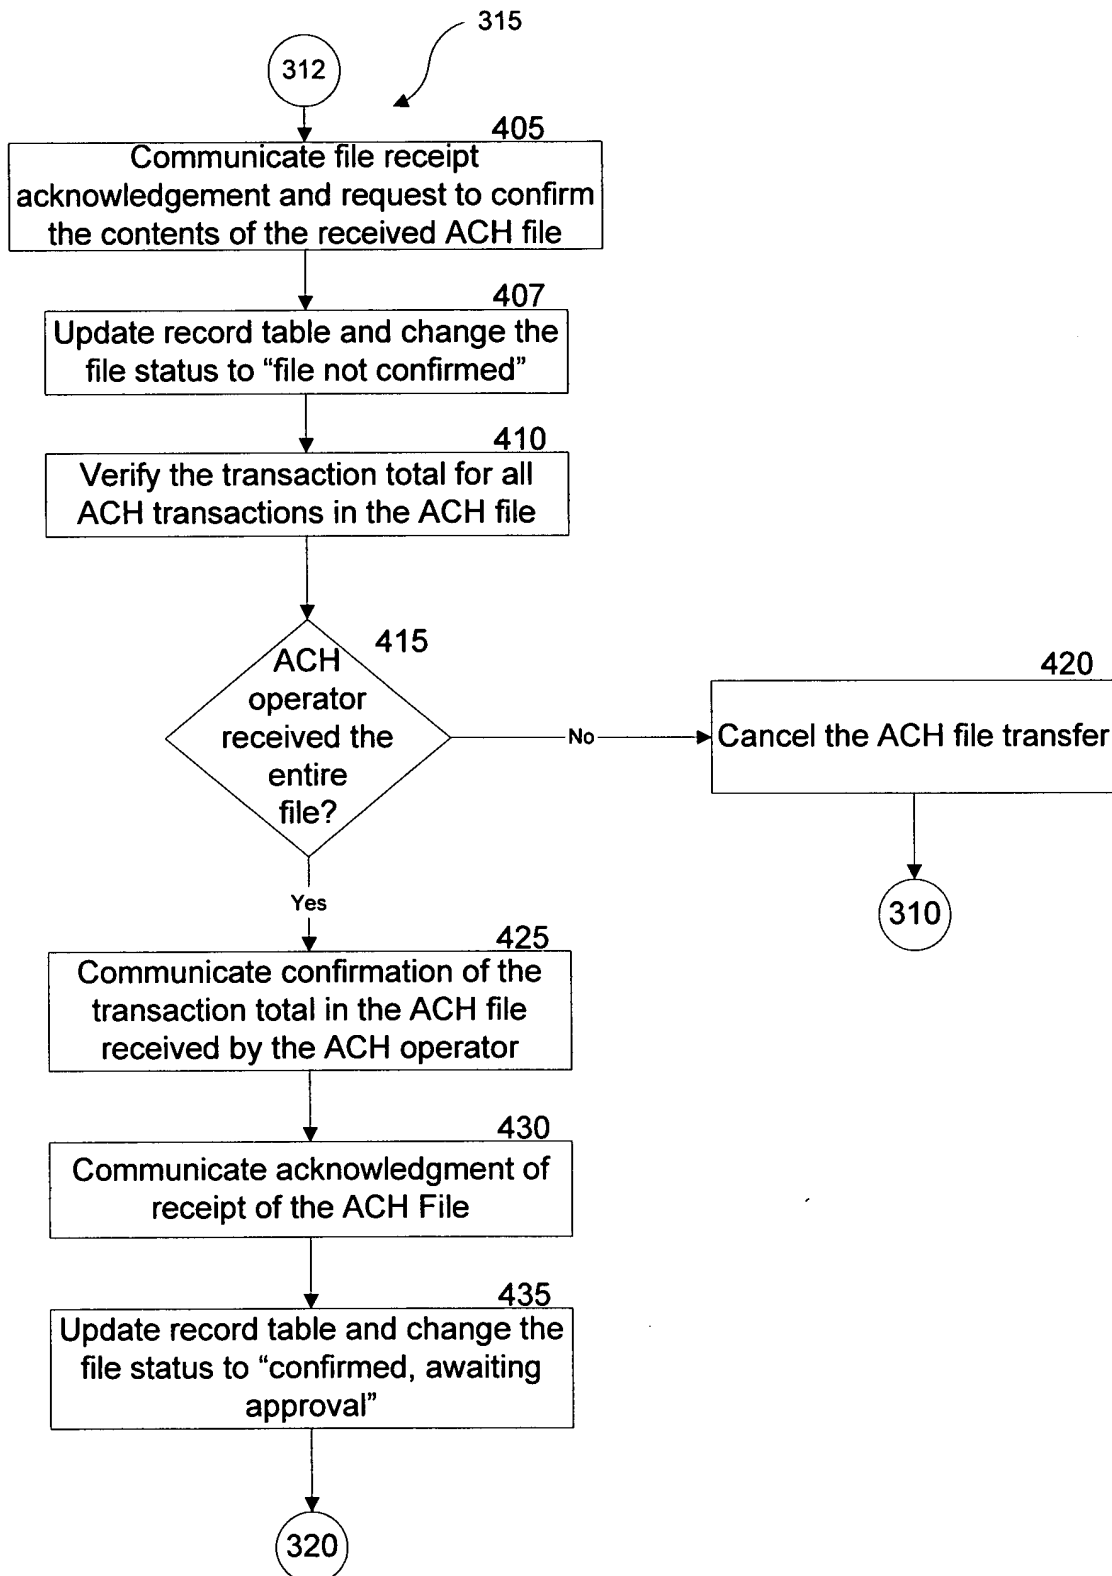 315
312
405
Communicate file receipt
acknowledgement and request to confirm
the contents of the received ACH file
407
Update record table and change the
file status to “file not confirmed”
410
Verify the transaction total for all
ACH transactions in the ACH file
415
ACH
operator
received the
entire
file?
No
420
Cancel the ACH file transfer
310
Yes
425
Communicate confirmation of the
transaction total in the ACH file
received by the ACH operator
430
Communicate acknowledgment of
receipt of the ACH File
435
Update record table and change the
file status to “confirmed, awaiting
approval”
320